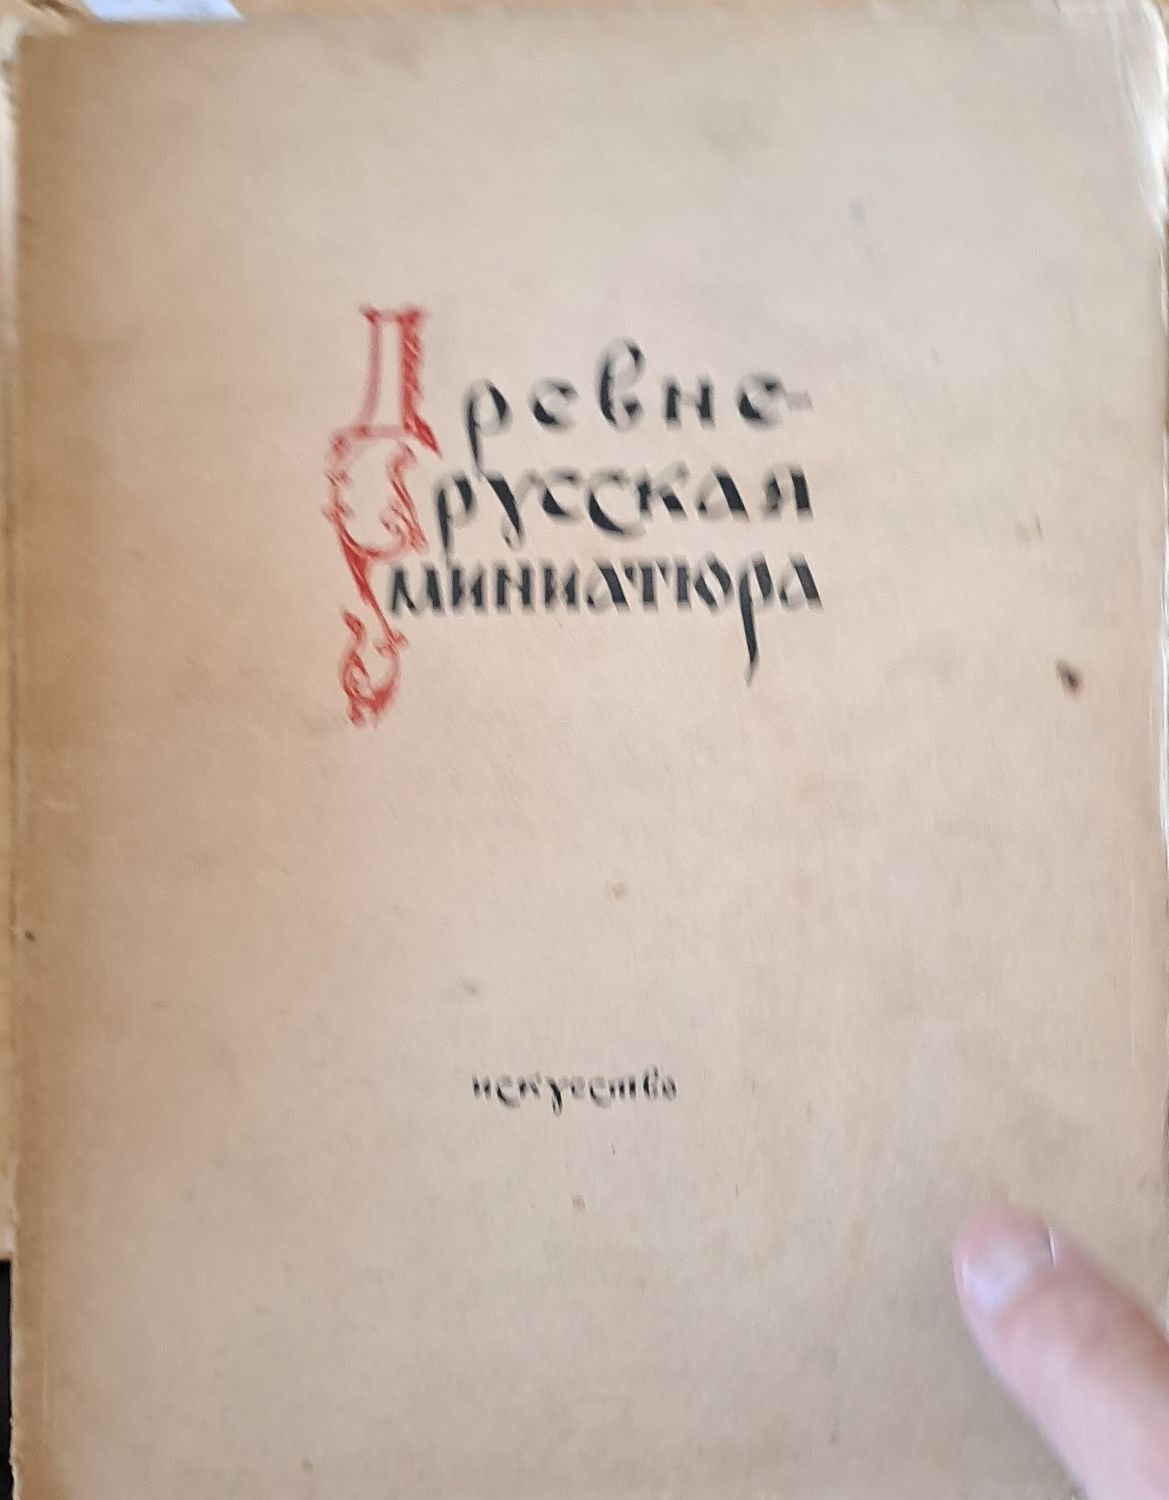 Древне-
русская
миниатюра
искусство